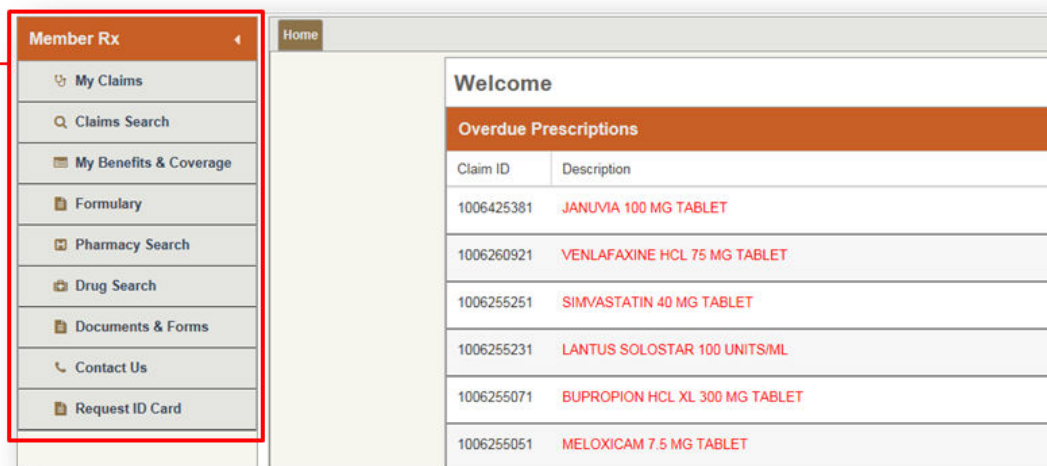 Member Rx
My Claims
Claims Search
My Benefits & Coverage
Formulary
Pharmacy Search
Drug Search
Documents & Forms
Contact Us
Request ID Card
Home
Welcome
Overdue Prescriptions
Claim ID Description
1006425381 JANUVIA 100 MG TABLET
1006260921 VENLAFAXINE HCL 75 MG TABLET
1006255251 SIMVASTATIN 40 MG TABLET
1006255231 LANTUS SOLOSTAR 100 UNITS/ML
1006255071 BUPROPION HCL XL 300 MG TABLET
1006255051 MELOXICAM 7.5 MG TABLET